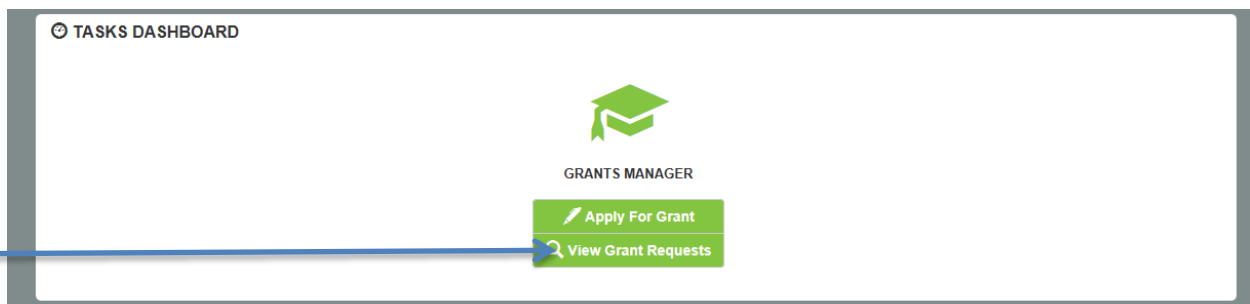 TASKS DASHBOARD
GRANTS MANAGER
Apply For Grant
View Grant Requests